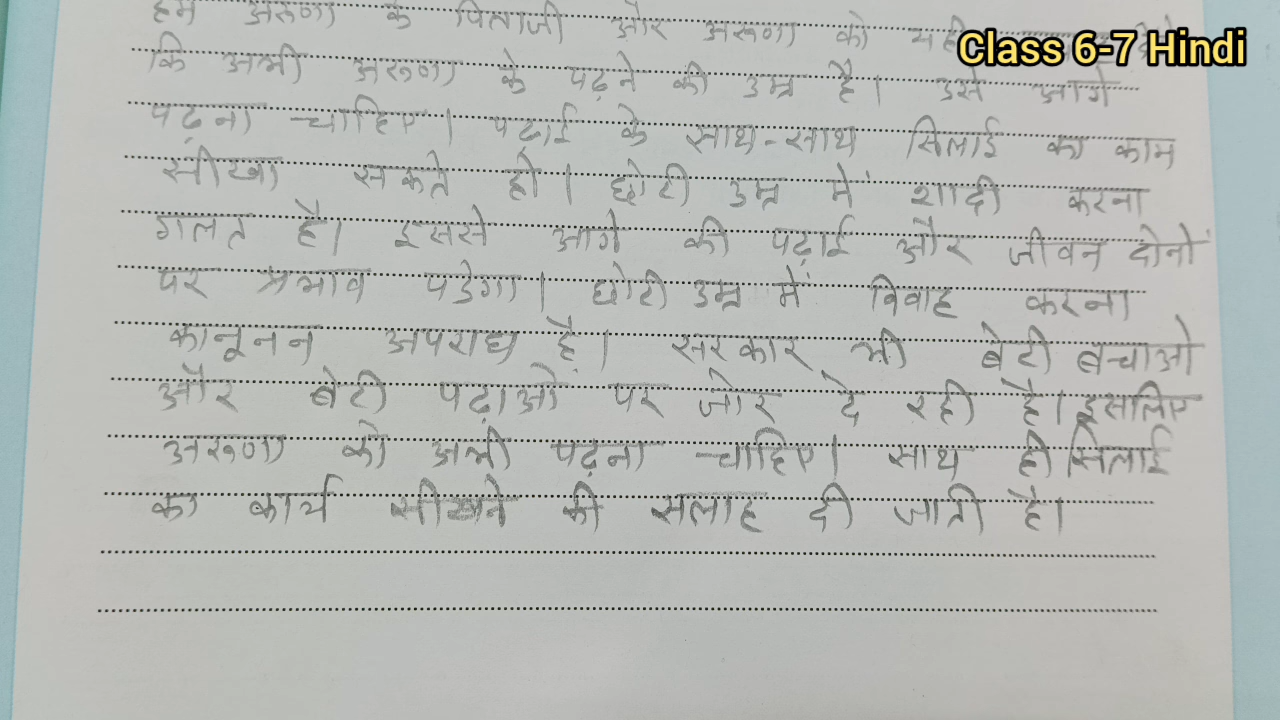 हम अरुणा के पिताजी और अरुणा को यही
Class 6-7 Hindi
कि अभी अरुणा के पढ़ने की उम्र है। उसे आगे
पढ़ना चाहिए। पढ़ाई के साथ-साथ सिलाई का काम
सीखा सकते हो। छोटी उम्र में शादी करना
गलत है। इससे आगे की पढ़ाई और जीवन दोनों
पर प्रभाव पडेगा। छोटी उम्र में विवाह करना
कानूनन अपराध है। सरकार भी बेटी बचाओ
और बेटी पढ़ाओ पर जोर दे रही है। इसलिए
अरुणा को अभी पढ़ना चाहिए। साथ ही सिलाई
का कार्य सीखने की सलाह दी जाती है।